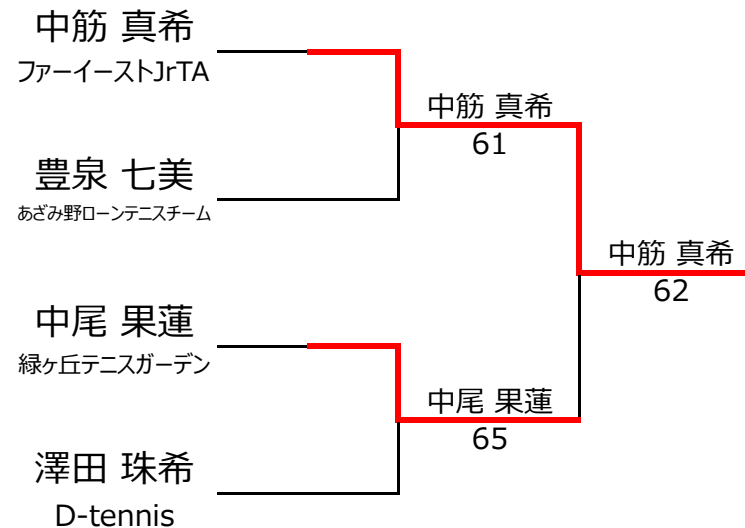 中筋 真希
ファーイーストJrTA
中筋 真希
61
豊泉 七美
あざみ野ローンテニスチーム
中筋 真希
62
中尾 果蓮
緑ヶ丘テニスガーデン
中尾 果蓮
65
澤田 珠希
D-tennis